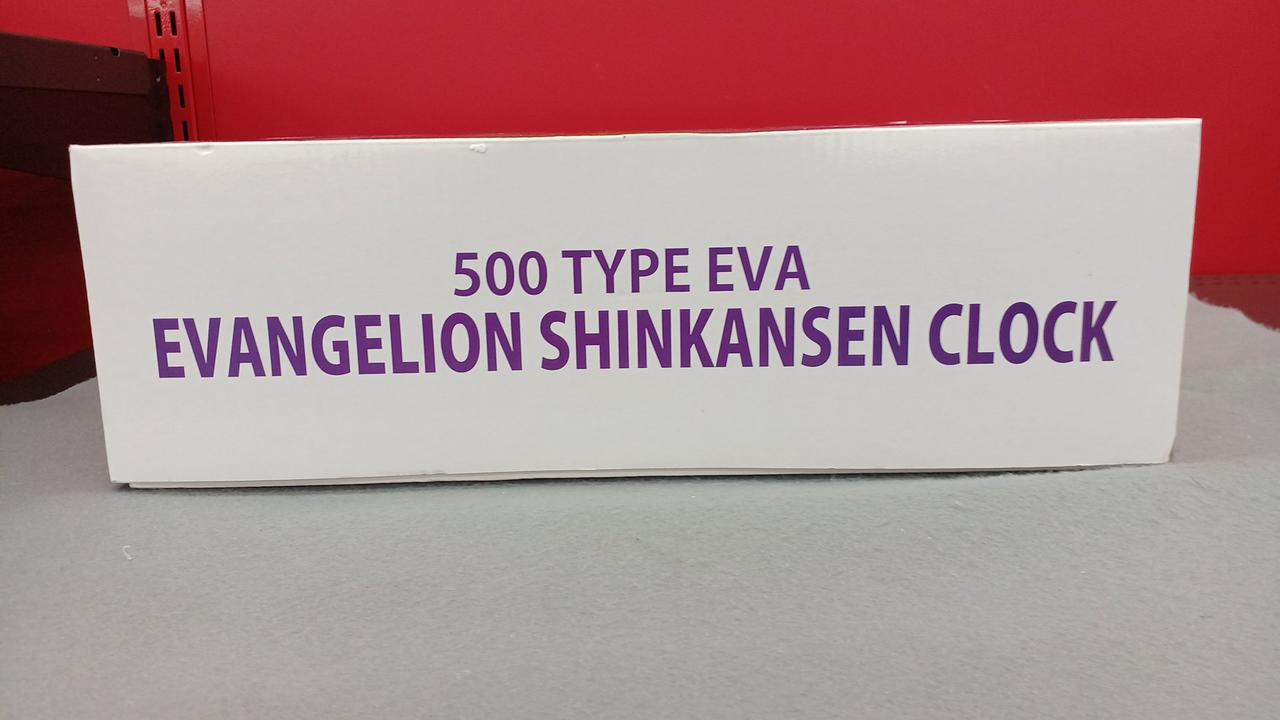 500 TYPE EVA
EVANGELION SHINKANSEN CLOCK